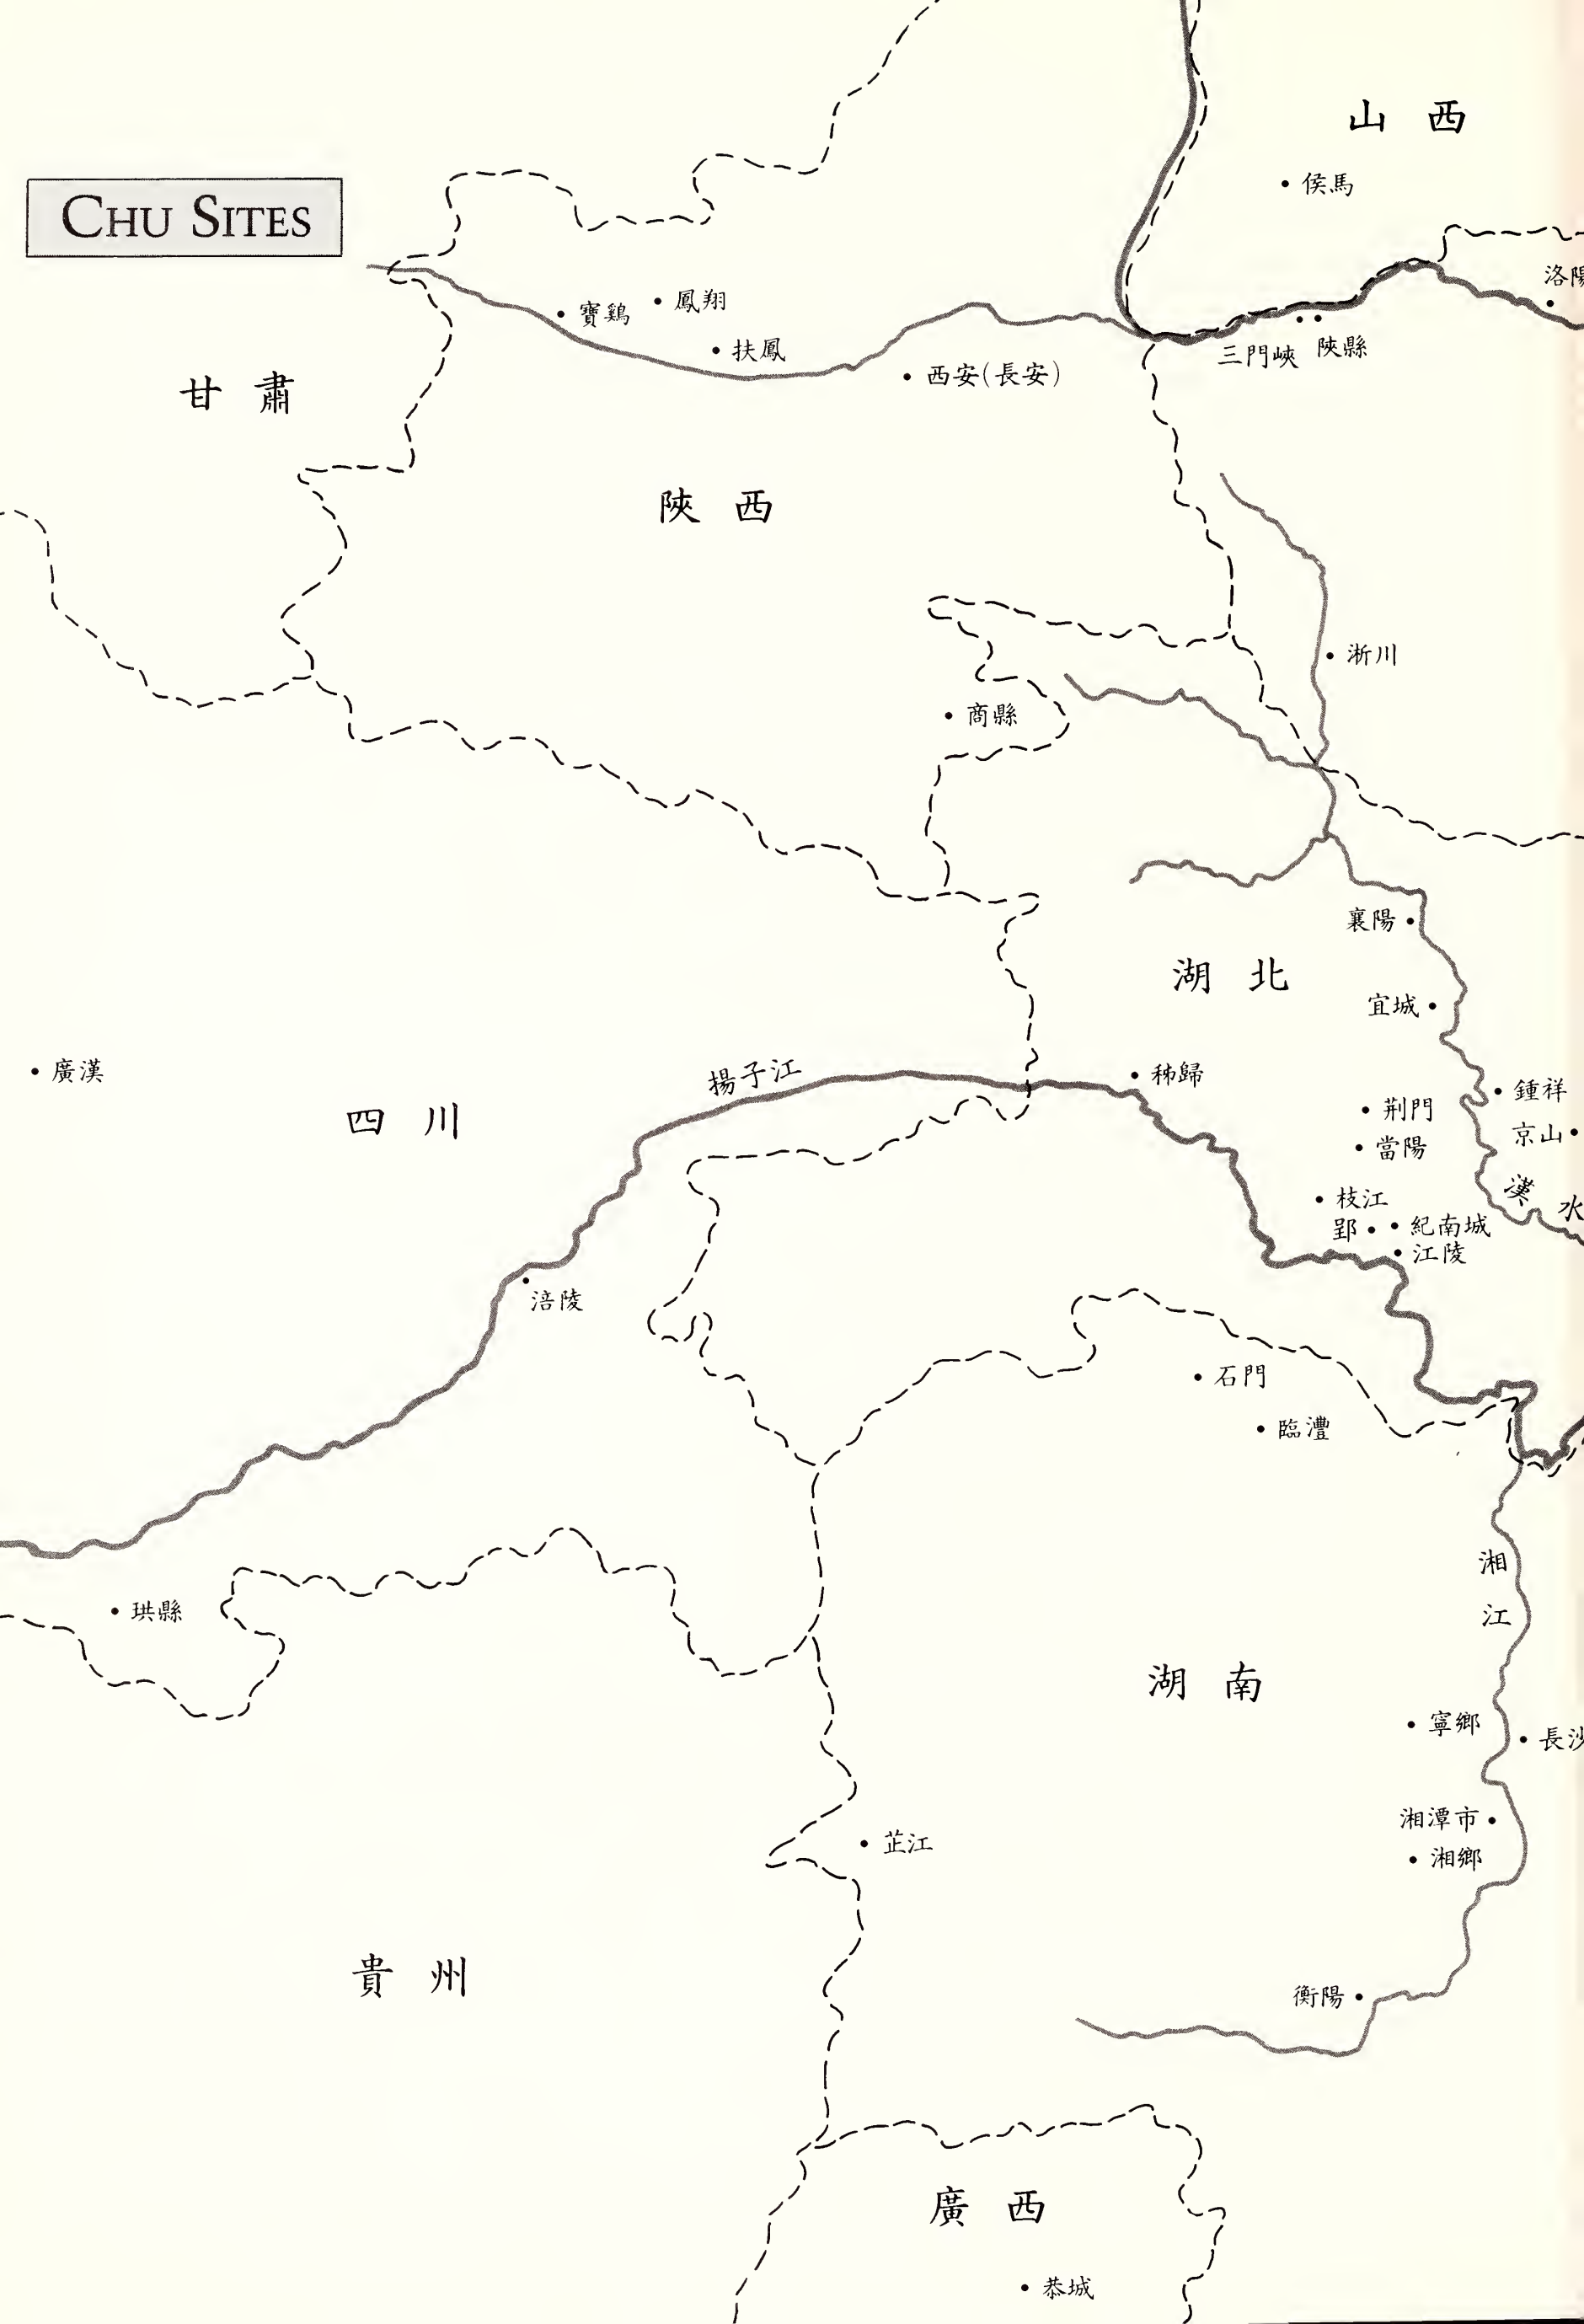 山西
侯馬
CHU SITES
洛陽
鳳翔
寶鷄
扶鳳
三門峽
陝縣
西安(長安)
甘肅
陝西
淅川
商縣
襄陽
湖北
宜城
廣漢
揚子江
秭歸
鍾祥
荆門
四川
京山
當陽
漢水
枝江
郢
紀南城
江陵
涪陵
石門
臨澧
湘江
珙縣
湖南
寧鄉
長沙
湘潭市
芷江
湘鄉
貴州
衡陽
廣西
恭城